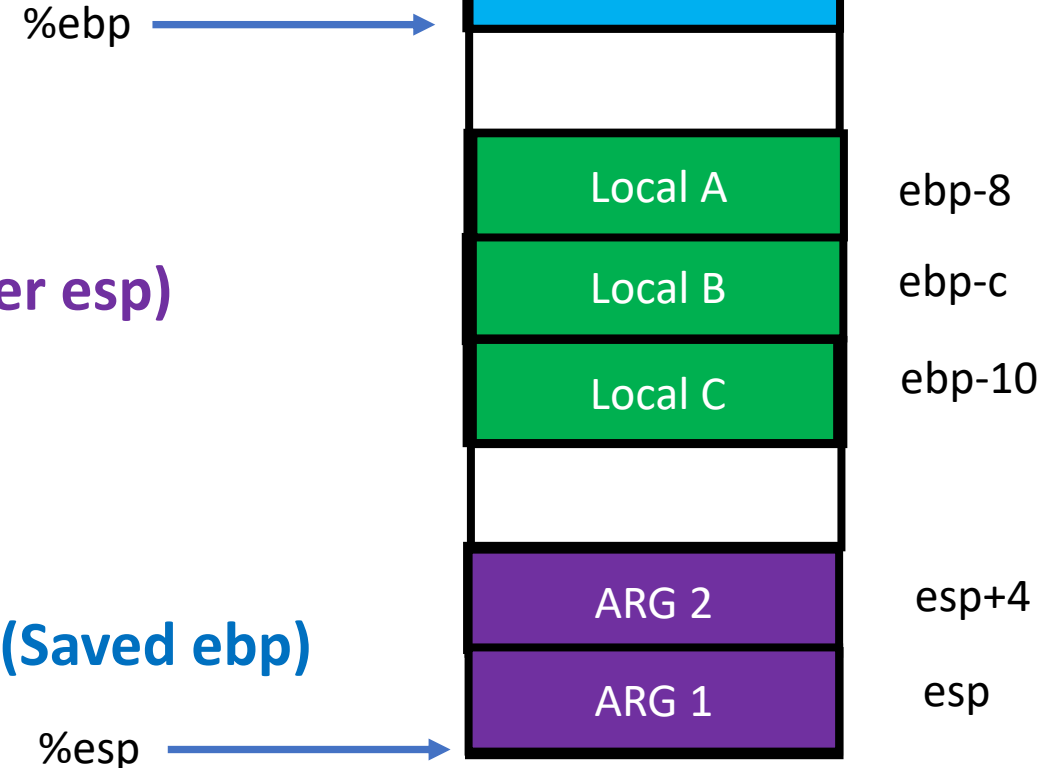 %ebp
Local A
ebp-8
er esp)
Local B
ebp-c
Local C
ebp-10
ARG 2
esp+4
(Saved ebp)
ARG 1
esp
%esp